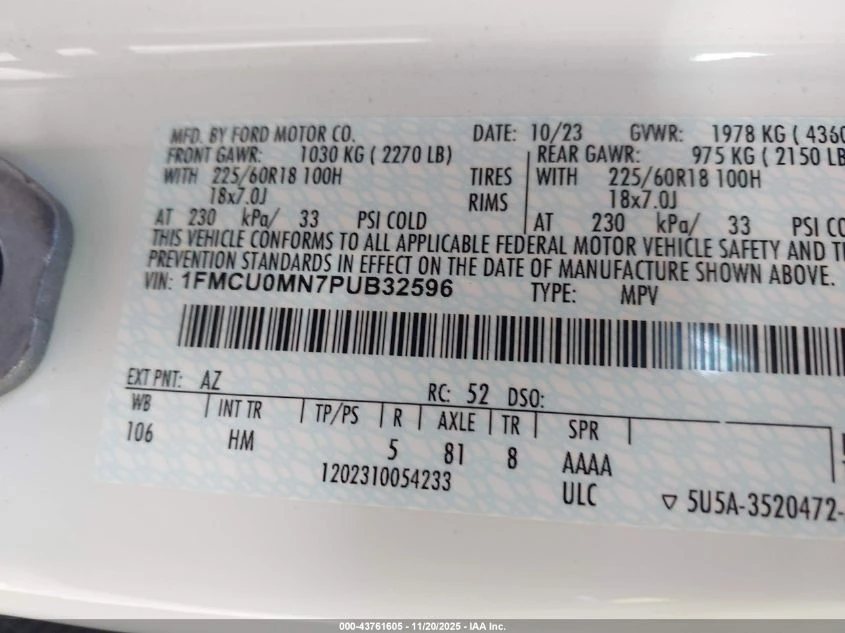 MFD. BY FORD MOTOR CO. DATE: 10/23 GVWR: 1978 KG ( 4360
FRONT GAWR: 1030 KG ( 2270 LB) REAR GAWR: 975 KG ( 2150 LB
WITH 225/60R18 100H TIRES WITH 225/60R18 100H
18x7.0J RIMS 18x7.0J
AT 230 kPa/ 33 PSI COLD AT 230 kPa/ 33 PSI CO
THIS VEHICLE CONFORMS TO ALL APPLICABLE FEDERAL MOTOR VEHICLE SAFETY AND
PREVENTION STANDARDS IN EFFECT ON THE DATE OF MANUFACTURE SHOWN ABOVE.
VIN: 1FMCU0MN7PUB32596 TYPE: MPV
EXT PNT: AZ RC: 52 DSO:
WB INT TR TP/PS R AXLE TR SPR
106 HM 5 81 8 AAAA
1202310054233 ULC ▽ 5U5A-3520472-
000-43761605 - 11/20/2025 - IAA Inc.